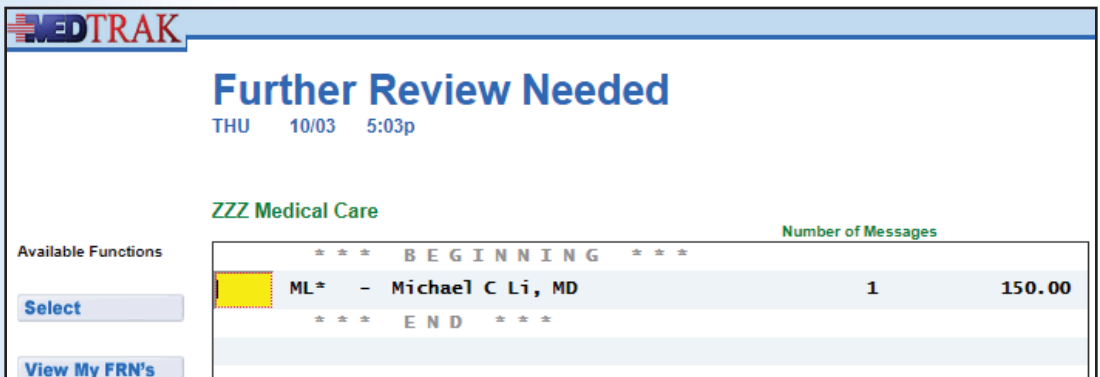 MEDTRAK
Further Review Needed
THU 10/03 5:03p
ZZZ Medical Care
Number of Messages
Available Functions
* * * B E G I N N I N G * * *
ML* - Michael C Li, MD 1 150.00
Select
* * * E N D * * *
View My FRN's